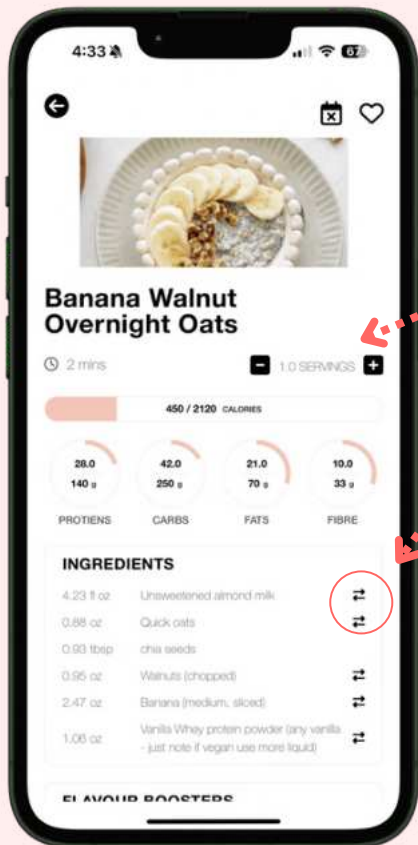 4:33
67
Banana Walnut
Overnight Oats
2 mins
1.0 SERVINGS
450 / 2120 CALORIES
28.0 42.0 21.0 10.0
140 g 250 g 70 g 33 g
PROTIENS CARBS FATS FIBRE
INGREDIENTS
4.23 fl oz Unsweetened almond milk
0.88 oz Quick oats
0.93 tbsp chia seeds
0.95 oz Walnuts (chopped)
2.47 oz Banana (medium, sliced)
1.06 oz Vanilla Whey protein powder (any vanilla
- just note if vegan use more liquid)
FLAVOUR BOOSTERS